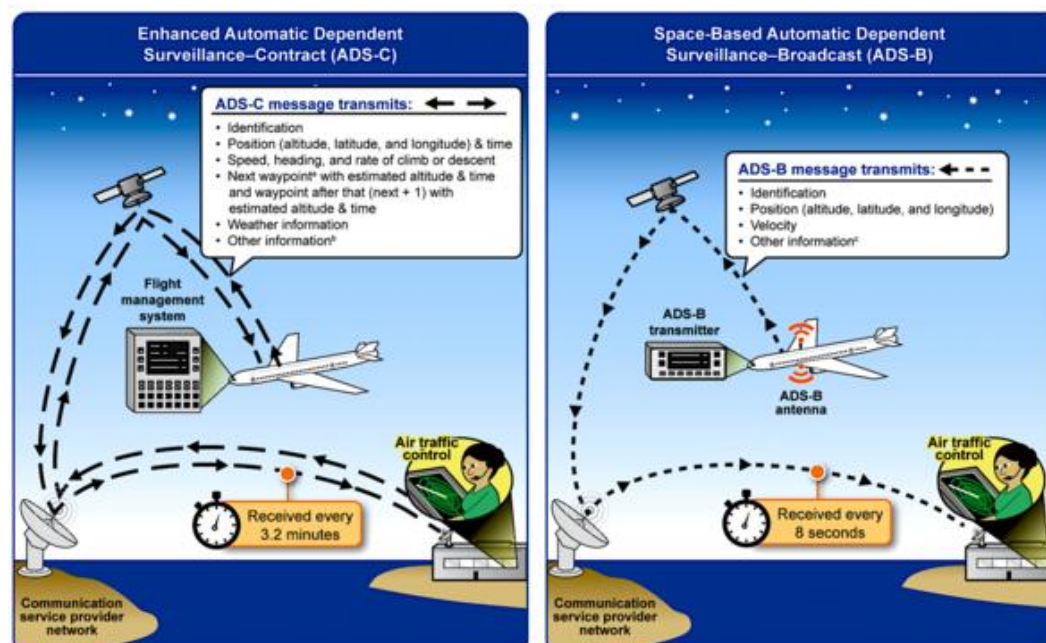 Enhanced Automatic Dependent
Surveillance–Contract (ADS-C)
ADS-C message transmits:
• Identification
• Position (altitude, latitude, and longitude) & time
• Speed, heading, and rate of climb or descent
• Next waypointᵃ with estimated altitude & time
and waypoint after that (next + 1) with
estimated altitude & time
• Weather information
• Other informationᵇ
Flight
management
system
Air traffic
control
Received every
3.2 minutes
Communication
service provider
network
Space-Based Automatic Dependent
Surveillance–Broadcast (ADS-B)
ADS-B message transmits:
• Identification
• Position (altitude, latitude, and longitude)
• Velocity
• Other informationᶜ
ADS-B
transmitter
ADS-B
antenna
Air traffic
control
Received every
8 seconds
Communication
service provider
network